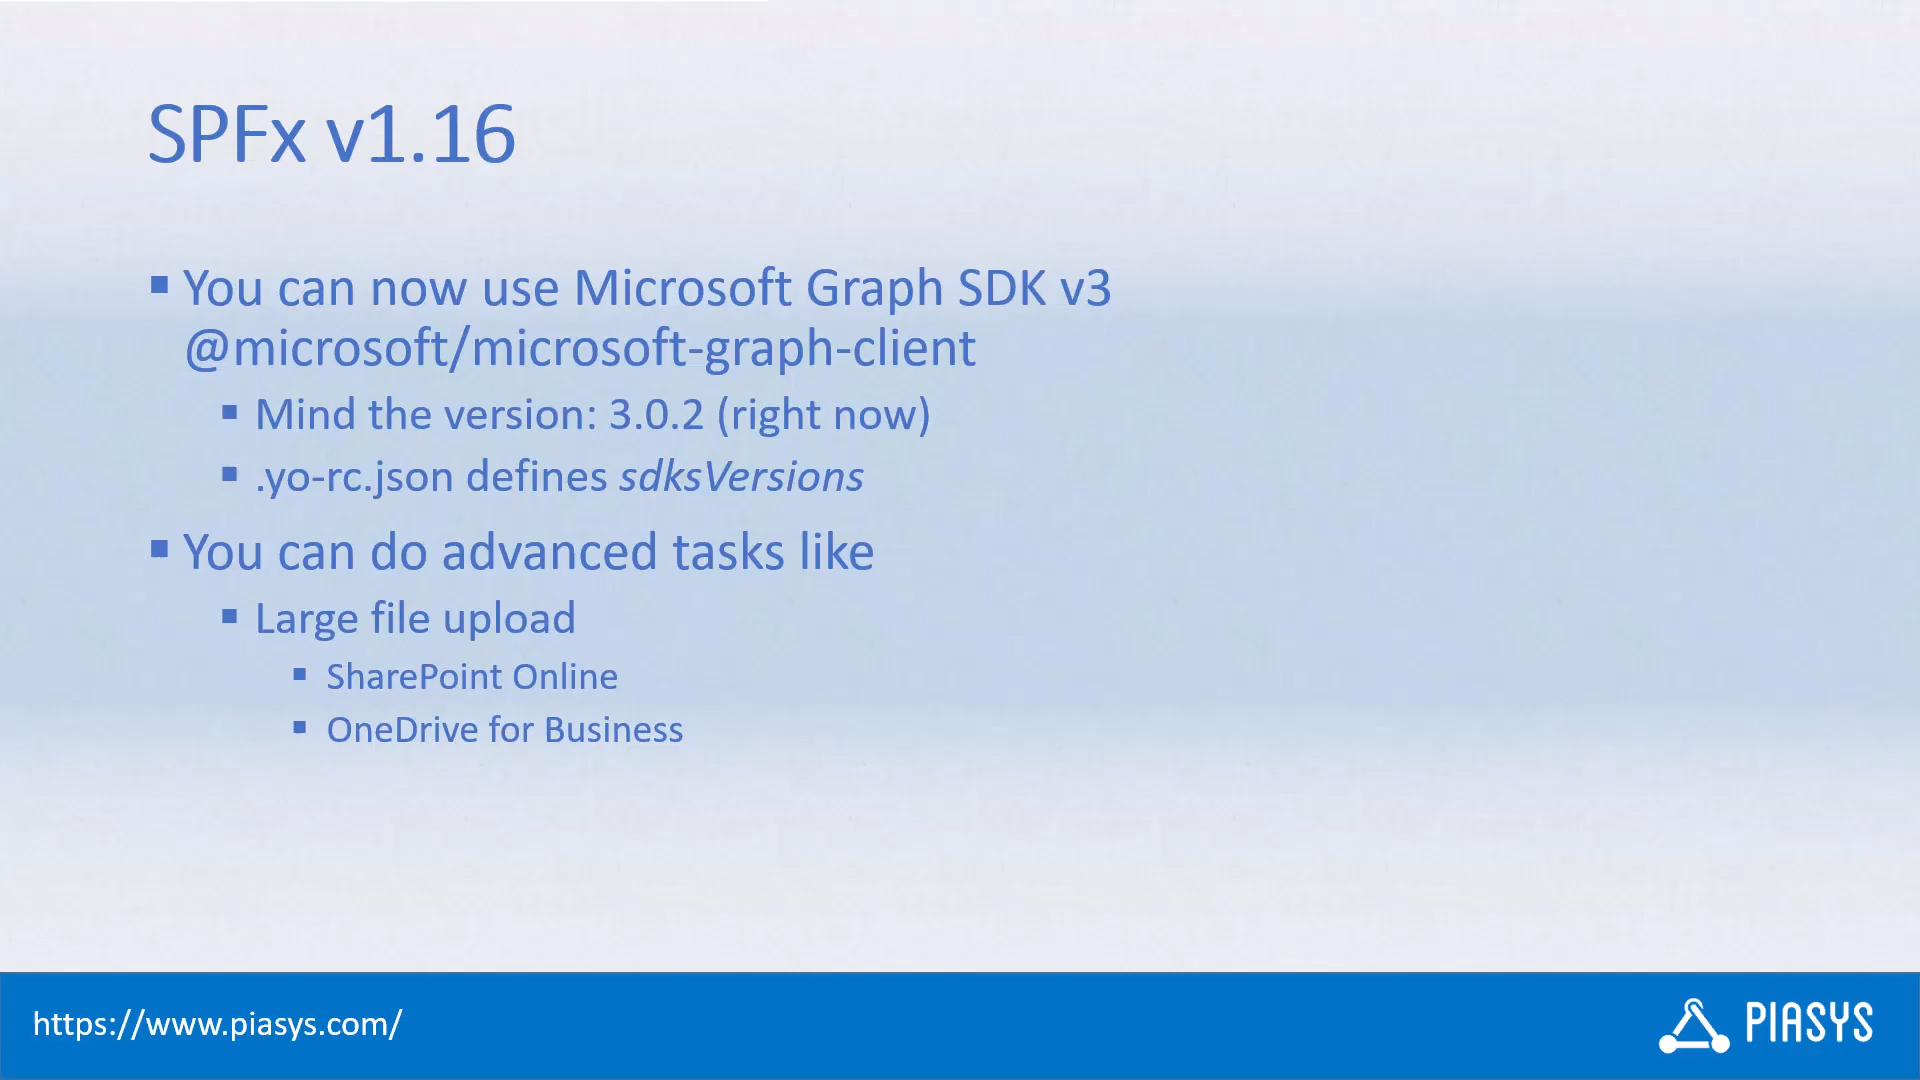 SPFx v1.16
You can now use Microsoft Graph SDK v3
@microsoft/microsoft-graph-client
Mind the version: 3.0.2 (right now)
.yo-rc.json defines sdksVersions
You can do advanced tasks like
Large file upload
SharePoint Online
OneDrive for Business
https://www.piasys.com/
PIASYS